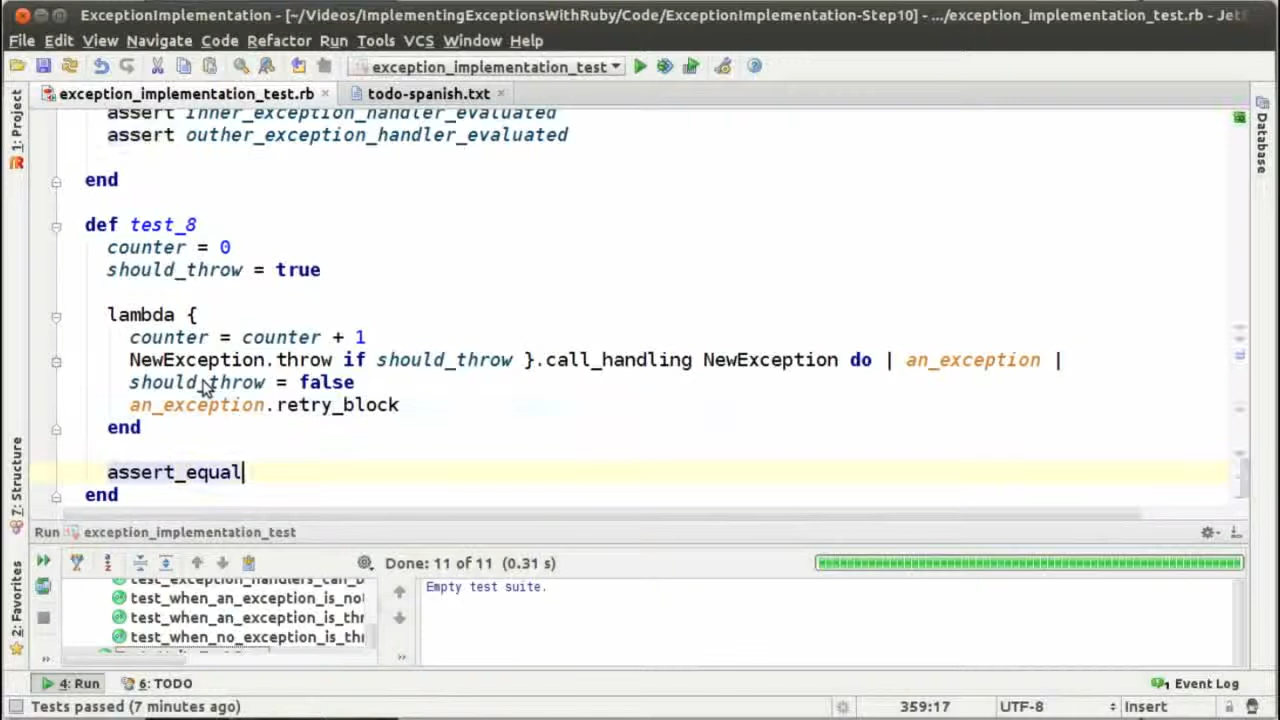 ExceptionImplementation - [~/Videos/ImplementingExceptionsWithRuby/Code/ExceptionImplementation-Step10] - .../exception_implementation_test.rb - Jet
File Edit View Navigate Code Refactor Run Tools VCS Window Help
exception_implementation_test
exception_implementation_test.rb todo-spanish.txt
1: Project
Database
assert inner_exception_handler_evaluated
assert outher_exception_handler_evaluated
end
def test_8
counter = 0
should_throw = true
lambda {
counter = counter + 1
NewException.throw if should_throw }.call_handling NewException do | an_exception |
should_throw = false
an_exception.retry_block
end
assert_equal
end
7: Structure
2: Favorites
Run exception_implementation_test
Done: 11 of 11 (0.31 s)
test_exception_handlers_can_b
test_when_an_exception_is_not
test_when_an_exception_is_thr
test_when_no_exception_is_thr
Empty test suite.
4: Run 6: TODO 1 Event Log
Tests passed (7 minutes ago) 359:17 UTF-8 Insert